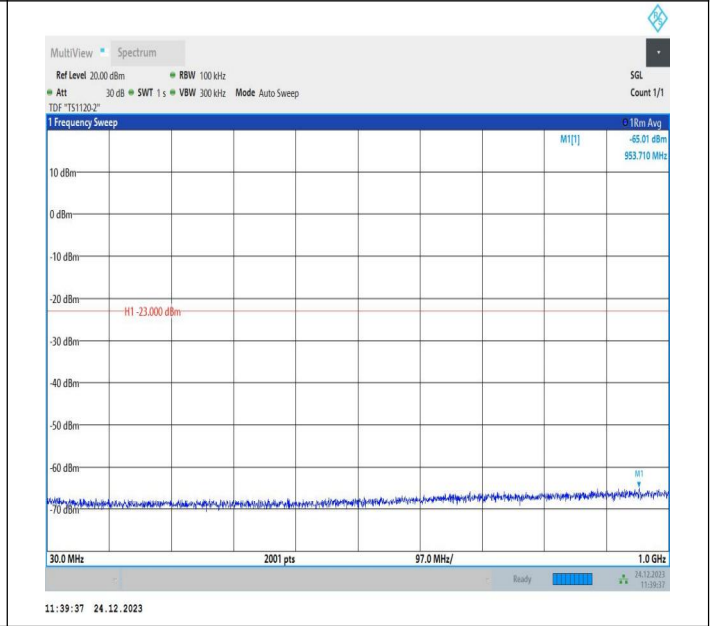 R&S
MultiView Spectrum
Ref Level 20.00 dBm RBW 100 kHz SGL
Att 30 dB SWT 1 s VBW 300 kHz Mode Auto Sweep Count 1/1
TDF "TS1120-2"
1 Frequency Sweep 1Rm Avg
M1[1] -65.01 dBm
953.710 MHz
10 dBm
0 dBm
-10 dBm
-20 dBm
H1 -23.000 dBm
-30 dBm
-40 dBm
-50 dBm
-60 dBm
M1
-70 dBm
30.0 MHz 2001 pts 97.0 MHz/ 1.0 GHz
Ready 24.12.2023
11:39:37
11:39:37 24.12.2023